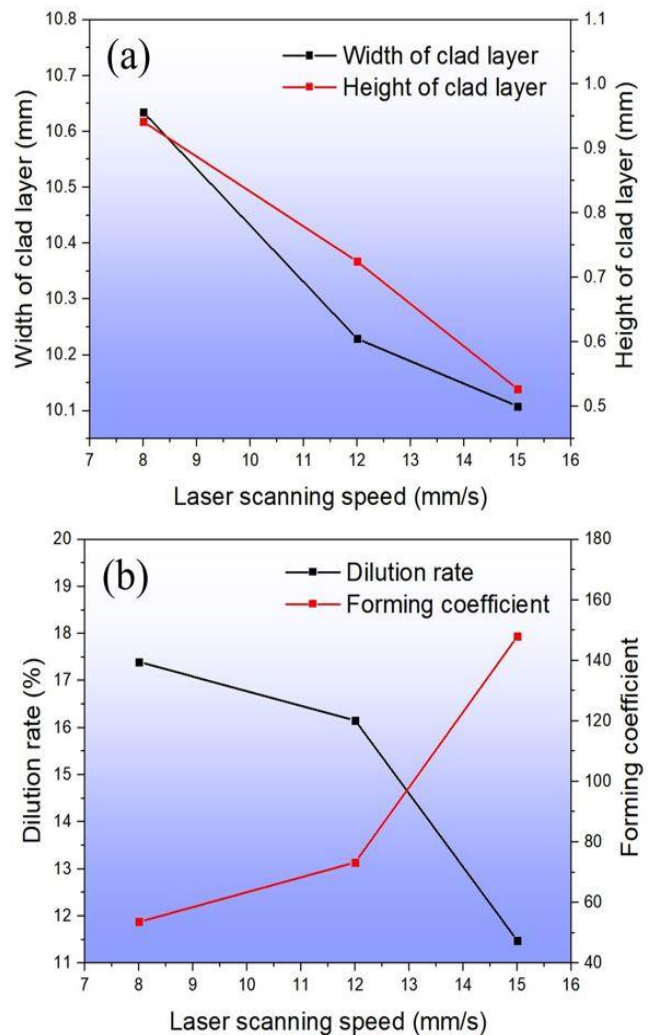 (a)
Width of clad layer
Height of clad layer
10.8
10.7
10.6
10.5
10.4
10.3
10.2
10.1
Width of clad layer (mm)
1.1
1.0
0.9
0.8
0.7
0.6
0.5
Height of clad layer (mm)
7 8 9 10 11 12 13 14 15 16
Laser scanning speed (mm/s)
(b)
Dilution rate
Forming coefficient
20
19
18
17
16
15
14
13
12
11
Dilution rate (%)
180
160
140
120
100
80
60
40
Forming coefficient
7 8 9 10 11 12 13 14 15 16
Laser scanning speed (mm/s)